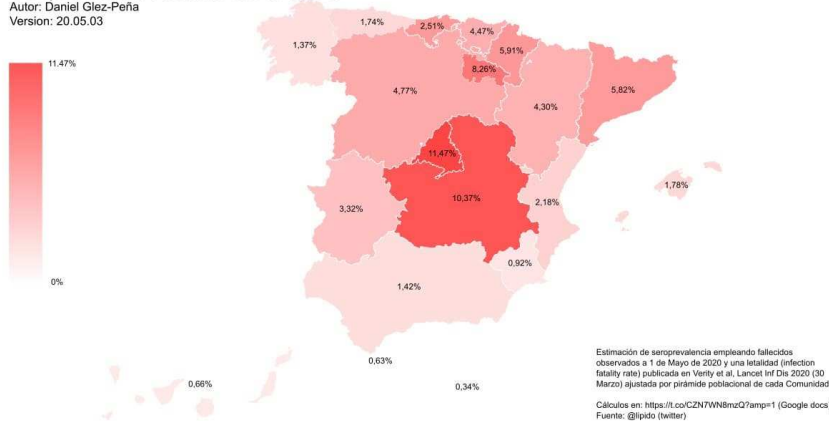 Autor: Daniel Glez-Peña
Version: 20.05.03
11.47%
0%
1,37%
1,74%
2,51%
4,47%
5,91%
8,26%
4,77%
4,30%
5,82%
11,47%
10,37%
3,32%
2,18%
1,78%
0,92%
1,42%
0,63%
0,66%
0,34%
Estimación de seroprevalencia empleando fallecidos
observados a 1 de Mayo de 2020 y una letalidad (infection
fatality rate) publicada en Verity et al, Lancet Inf Dis 2020 (30
Marzo) ajustada por pirámide poblacional de cada Comunidad
Cálculos en: https://t.co/CZN7WN8mzQ?amp=1 (Google docs
Fuente: @lipido (twitter)